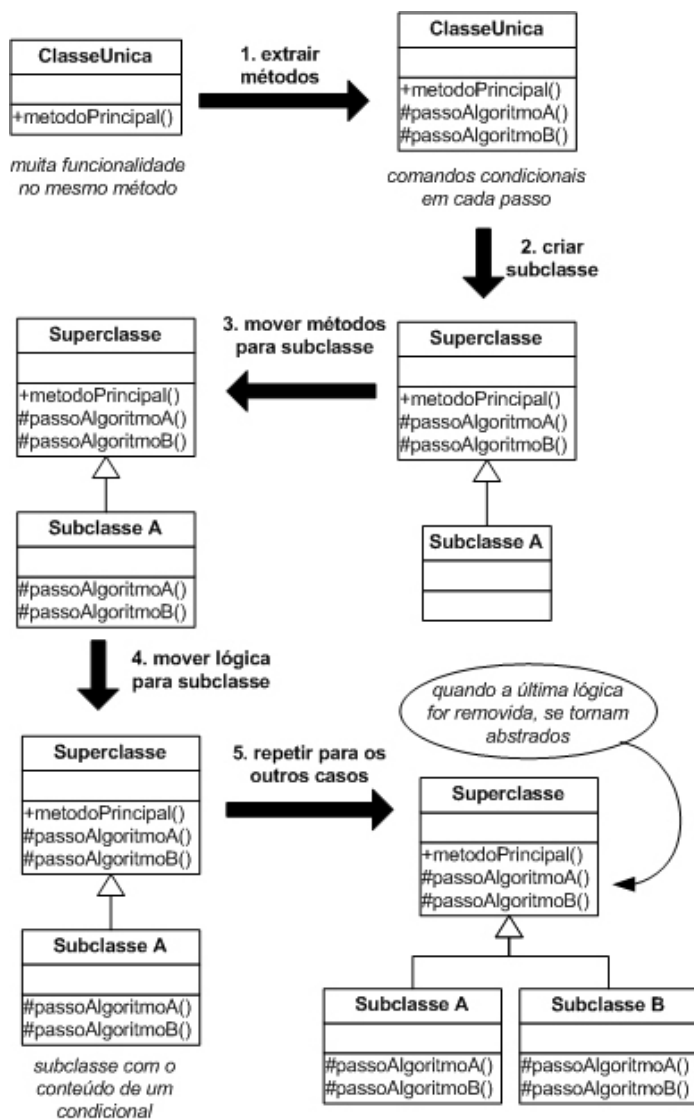 ClasseUnica
+metodoPrincipal()
muita funcionalidade
no mesmo método
1. extrair
métodos
ClasseUnica
+metodoPrincipal()
#passoAlgoritmoA()
#passoAlgoritmoB()
comandos condicionais
em cada passo
2. criar
subclasse
Superclasse
+metodoPrincipal()
#passoAlgoritmoA()
#passoAlgoritmoB()
Subclasse A
3. mover métodos
para subclasse
Superclasse
+metodoPrincipal()
#passoAlgoritmoA()
#passoAlgoritmoB()
Subclasse A
#passoAlgoritmoA()
#passoAlgoritmoB()
4. mover lógica
para subclasse
Superclasse
+metodoPrincipal()
#passoAlgoritmoA()
#passoAlgoritmoB()
Subclasse A
#passoAlgoritmoA()
#passoAlgoritmoB()
subclasse com o
conteúdo de um
condicional
5. repetir para os
outros casos
quando a última lógica
for removida, se tornam
abstrados
Superclasse
+metodoPrincipal()
#passoAlgoritmoA()
#passoAlgoritmoB()
Subclasse A
#passoAlgoritmoA()
#passoAlgoritmoB()
Subclasse B
#passoAlgoritmoA()
#passoAlgoritmoB()